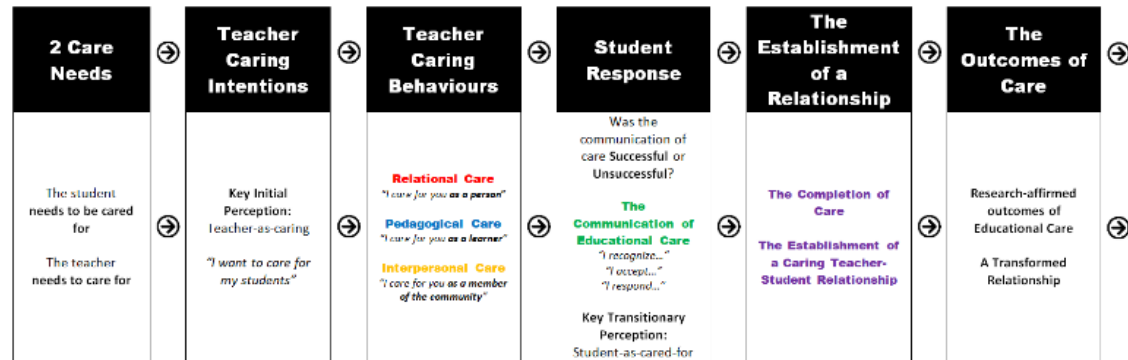 2 Care
Needs
Teacher
Caring
Intentions
Teacher
Caring
Behaviours
Student
Response
The
Establishment
of a
Relationship
The
Outcomes of
Care
The student
needs to be cared
for
The teacher
needs to care for
Key Initial
Perception:
Teacher-as-caring
"I want to care for
my students"
Relational Care
"I care for you as a person"
Pedagogical Care
"I care for you as a learner"
Interpersonal Care
"I care for you as a member
of the community"
Was the
communication of
care Successful or
Unsuccessful?
The
Communication of
Educational Care
"I recognize..."
"I accept..."
"I respond..."
Key Transitionary
Perception:
Student-as-cared-for
The Completion of
Care
The Establishment of
a Caring Teacher-
Student Relationship
Research-affirmed
outcomes of
Educational Care
A Transformed
Relationship